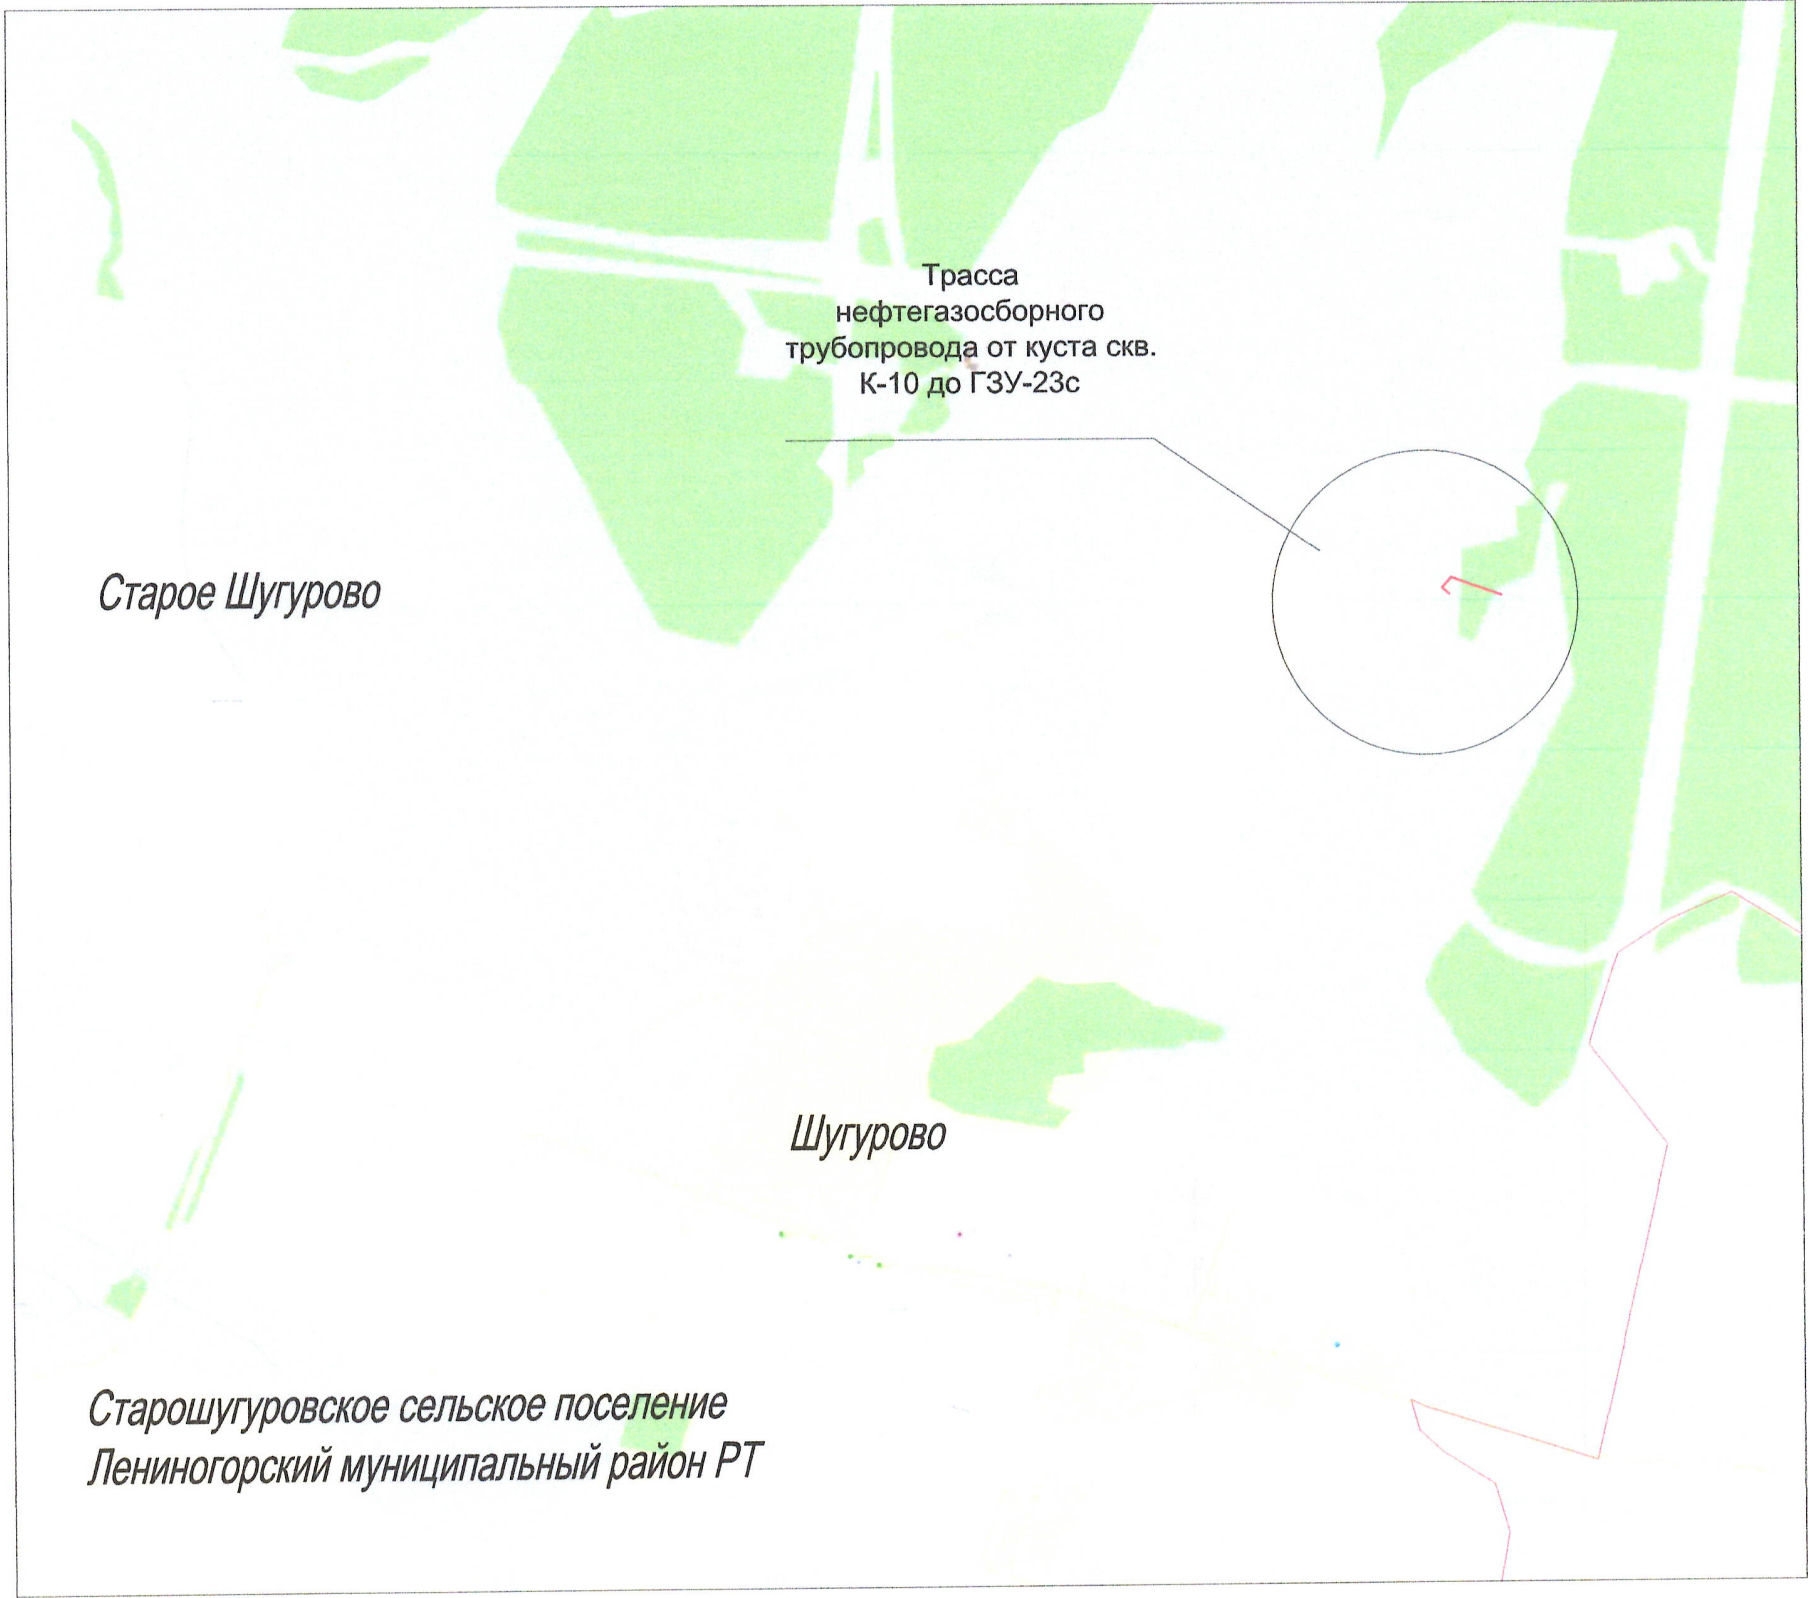 Трасса
нефтегазосборного
трубопровода от куста скв.
К-10 до ГЗУ-23с
Старое Шугурово
Шугурово
Старошугуровское сельское поселение
Лениногорский муниципальный район РТ